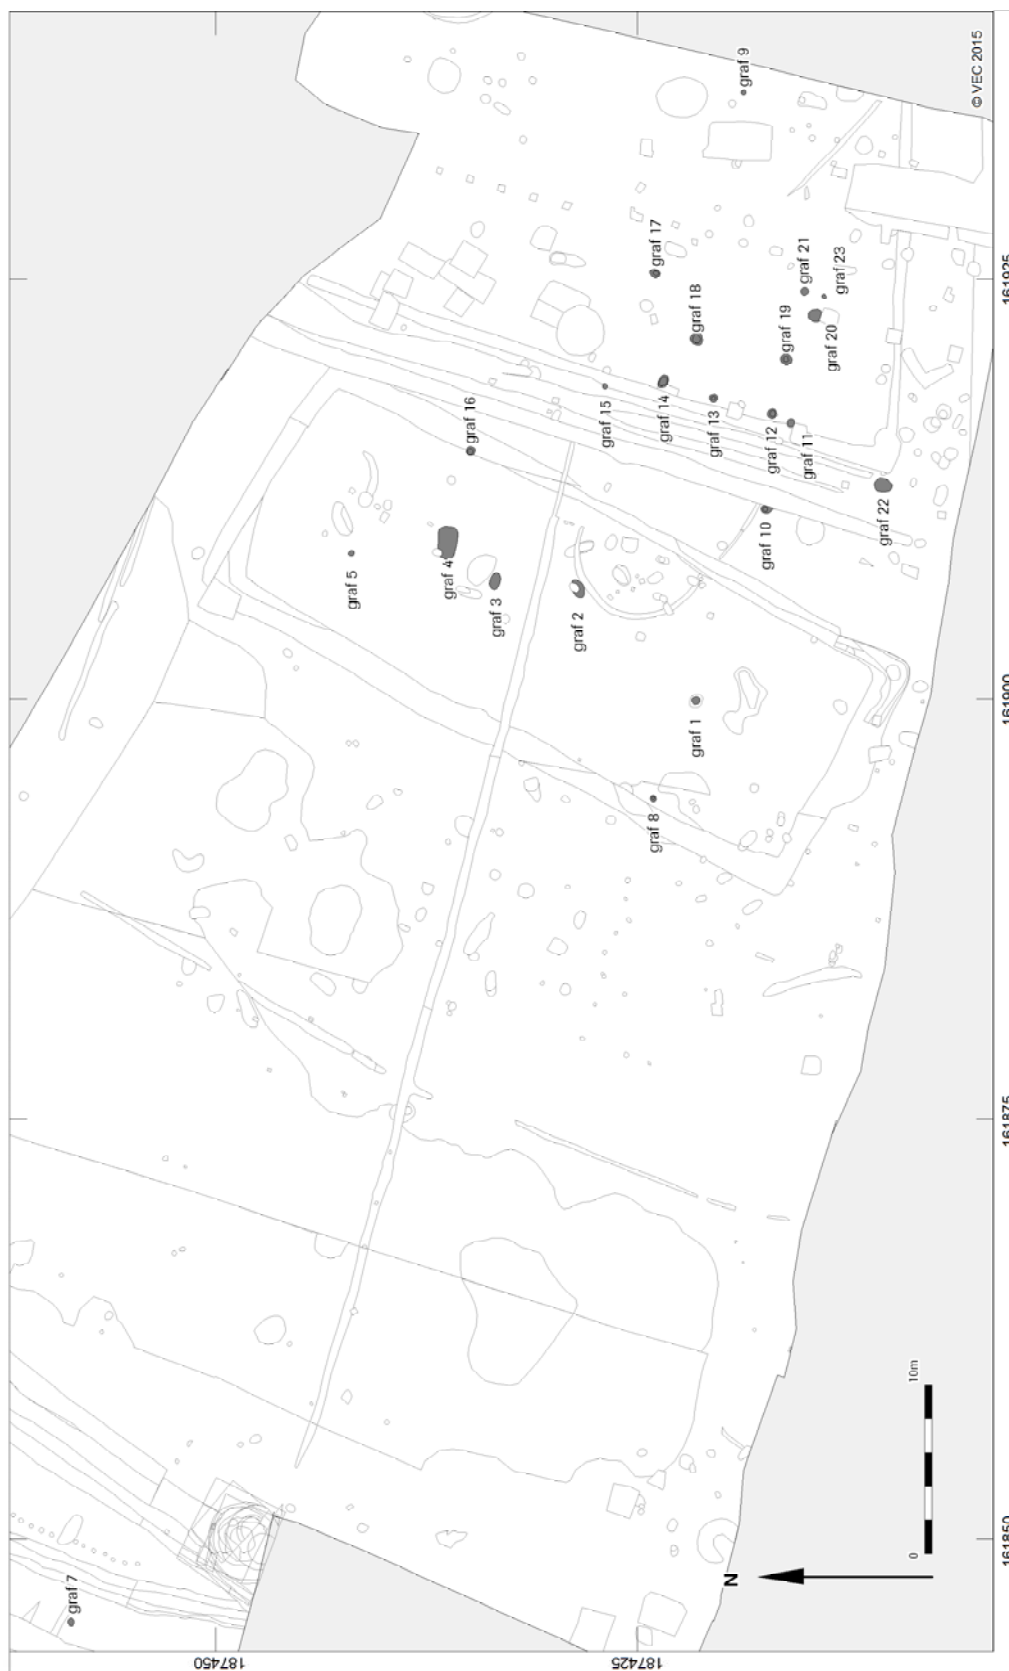 graf 7
graf 5
graf 4
graf 3
graf 2
graf 16
graf 15
graf 14
graf 13
graf 12
graf 11
graf 10
graf 22
graf 1
graf 8
graf 17
graf 18
graf 19
graf 20
graf 21
graf 23
graf 9
© VEC 2015
187450
187425
161850
161875
161900
161925
N
0
10m